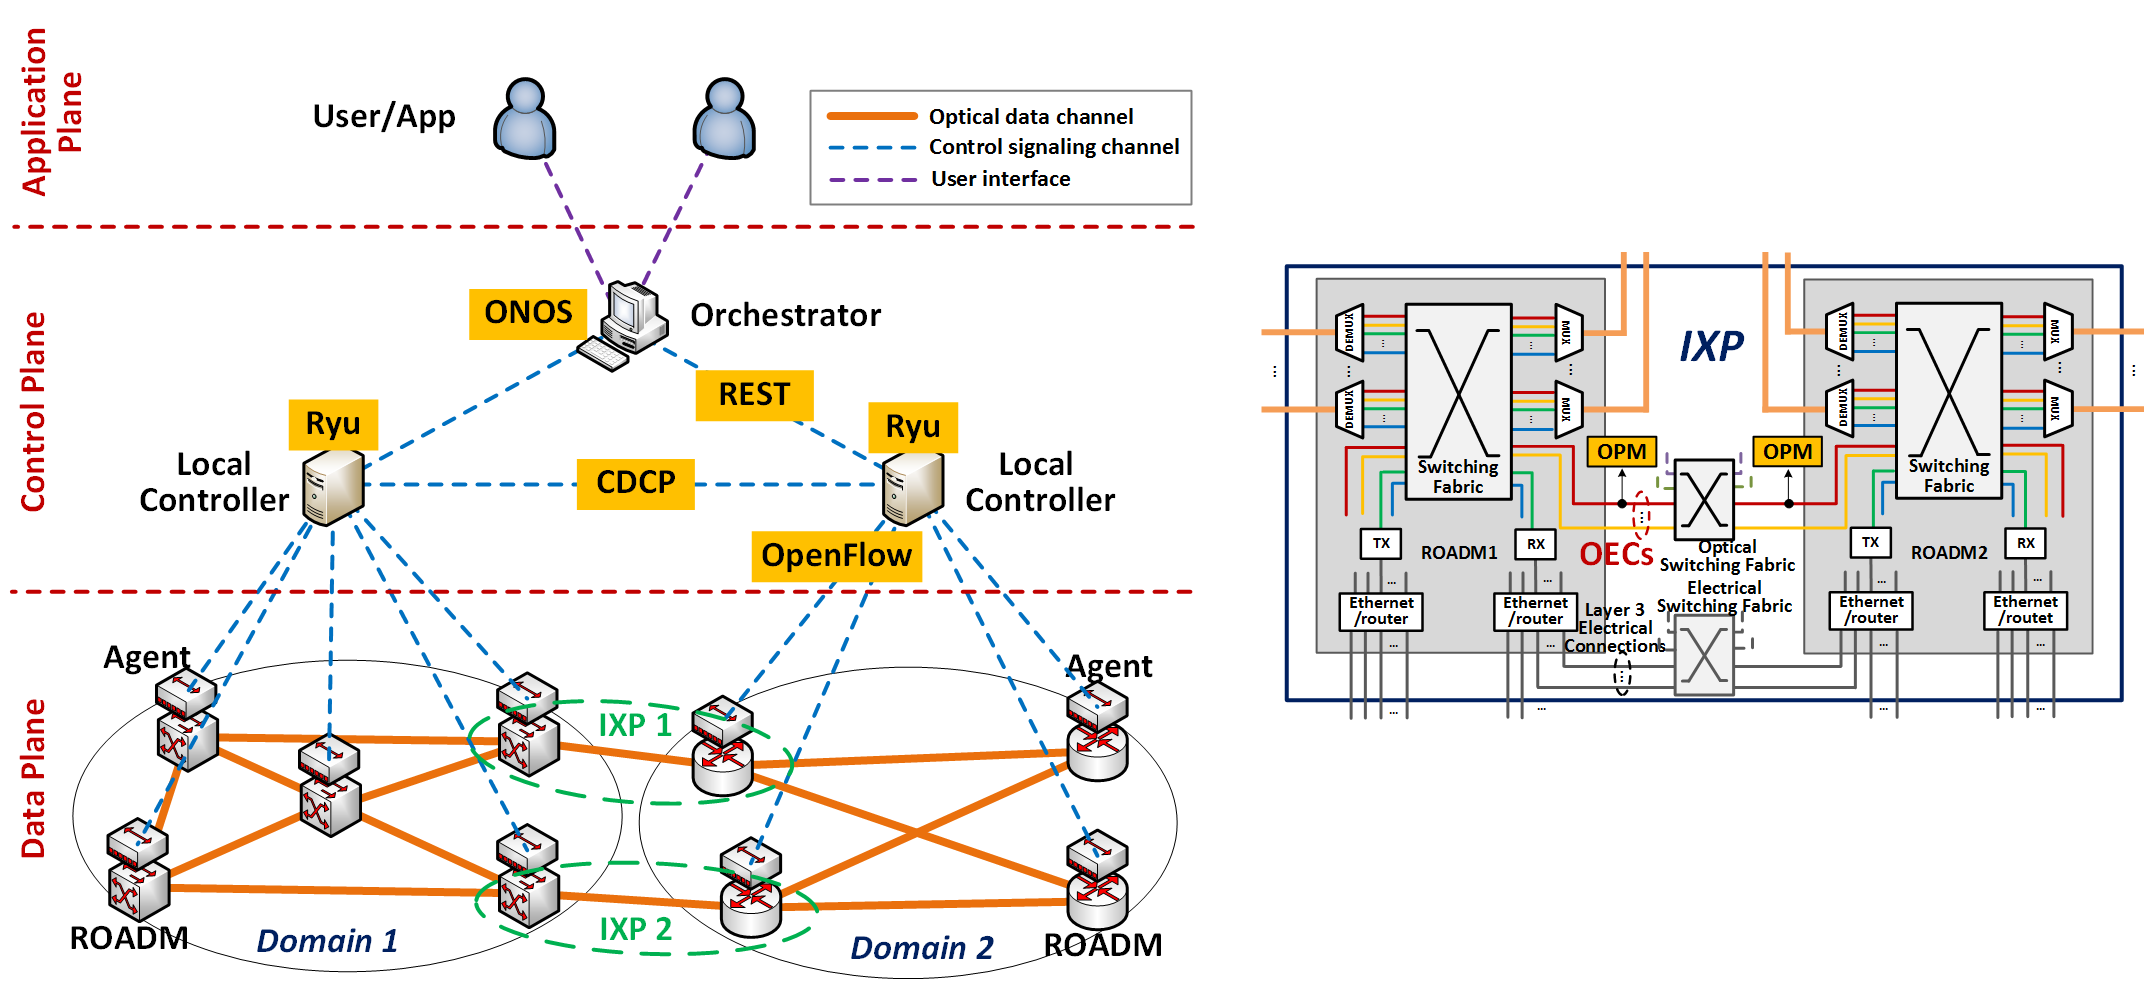 Application
Plane
User/App
Optical data channel
Control signaling channel
User interface
Control Plane
ONOS
Orchestrator
REST
Ryu
Ryu
Local
Controller
CDCP
Local
Controller
OpenFlow
Data Plane
Agent
Agent
IXP 1
IXP 2
ROADM
Domain 1
Domain 2
ROADM
IXP
DEMUX
MUX
DEMUX
MUX
DEMUX
MUX
DEMUX
MUX
Switching
Fabric
OPM
OPM
Switching
Fabric
TX
ROADM1
RX
OECs
Optical
Switching Fabric
TX
ROADM2
RX
Electrical
Switching Fabric
Ethernet
/router
Ethernet
/router
Layer 3
Electrical
Connections
Ethernet
/router
Ethernet
/routet